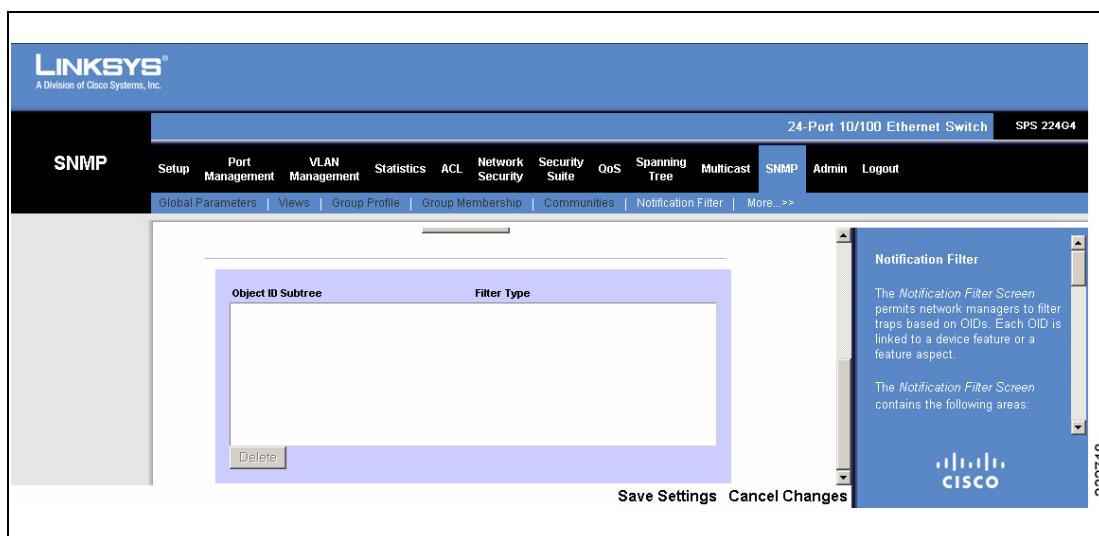 LINKSYS®
A Division of Cisco Systems, Inc.
24-Port 10/100 Ethernet Switch SPS 224G4
SNMP
Setup Port Management VLAN Management Statistics ACL Network Security Security Suite QoS Spanning Tree Multicast SNMP Admin Logout
Global Parameters | Views | Group Profile | Group Membership | Communities | Notification Filter | More...>>
Object ID Subtree Filter Type
Delete
Save Settings Cancel Changes
Notification Filter
The Notification Filter Screen
permits network managers to filter
traps based on OIDs. Each OID is
linked to a device feature or a
feature aspect.
The Notification Filter Screen
contains the following areas:
CISCO